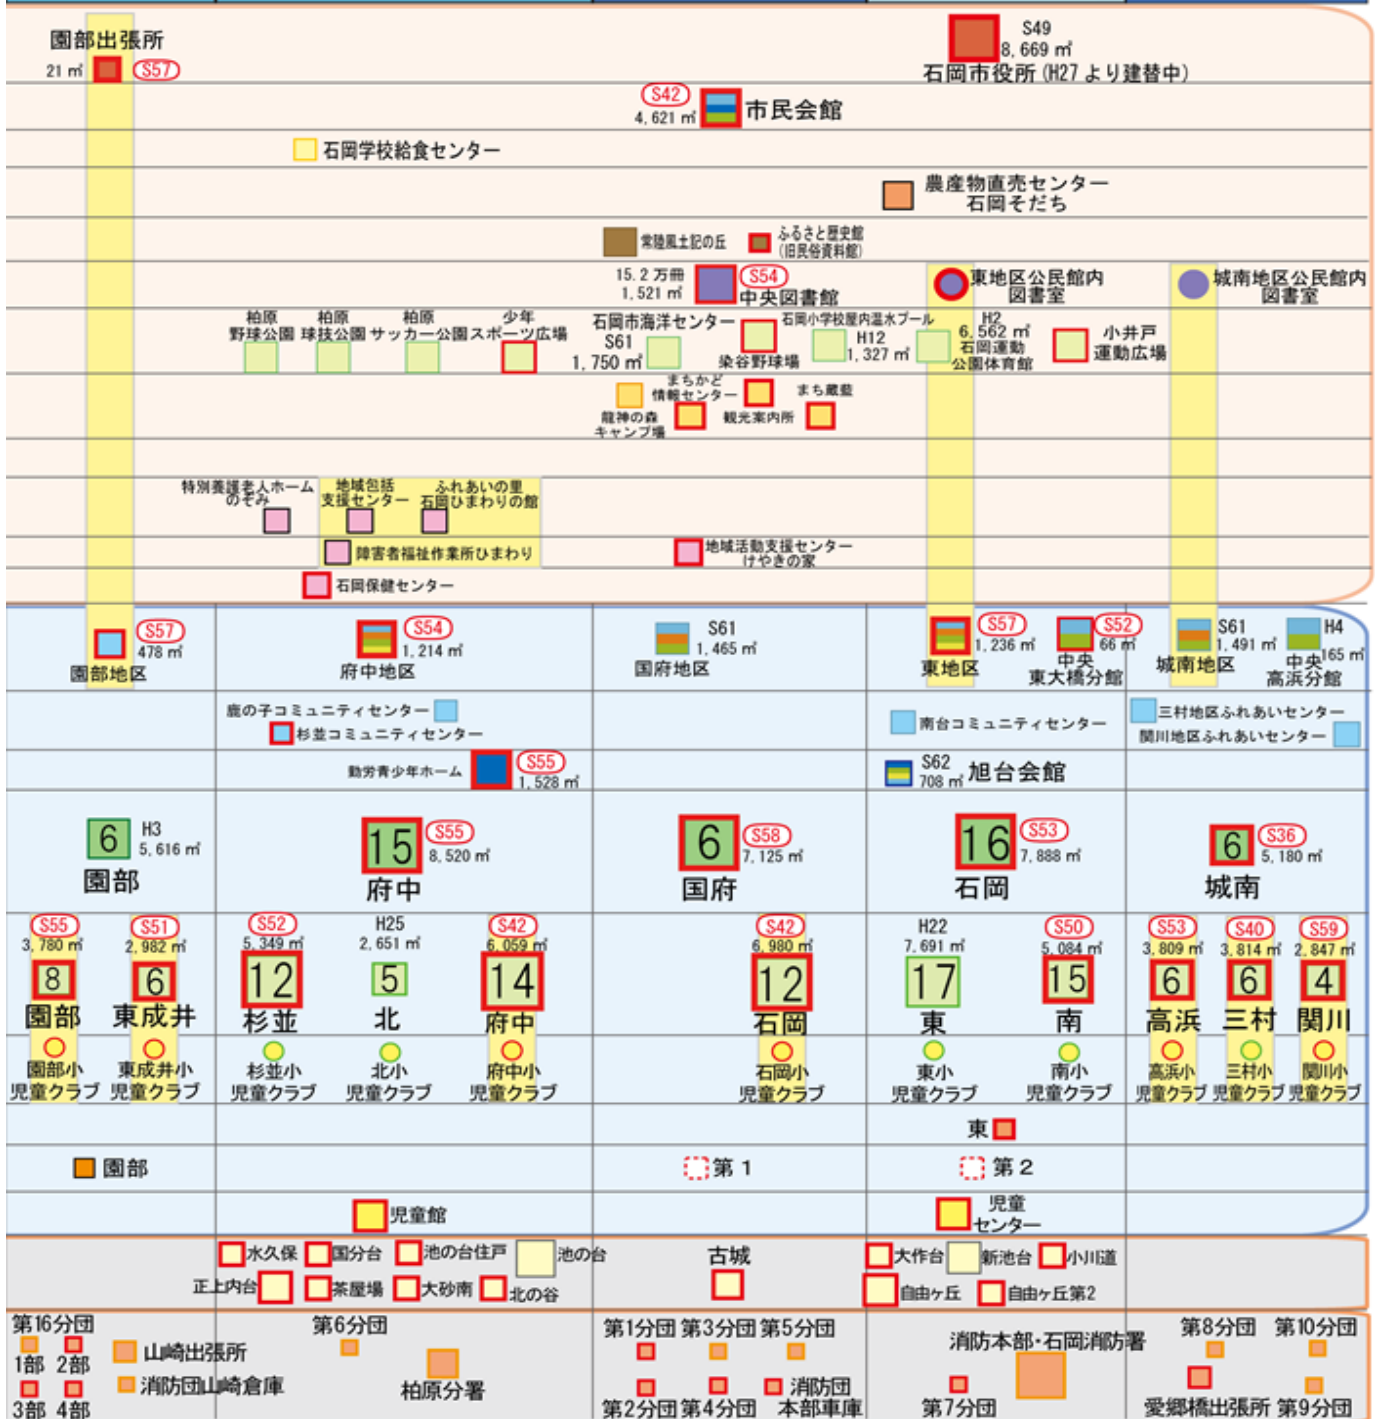 園部出張所
21㎡
S57
S49
8,669㎡
石岡市役所(H27より建替中)
S42
4,621㎡
市民会館
石岡学校給食センター
農産物直売センター
石岡そだち
常陸風土記の丘
ふるさと歴史館
(旧民俗資料館)
15.2万冊
1,521㎡
S54
中央図書館
東地区公民館内
図書室
城南地区公民館内
図書室
柏原
野球公園
柏原
球技公園
柏原
サッカー公園
少年
スポーツ広場
石岡市海洋センター
S61
1,750㎡
染谷野球場
石岡小学校屋内温水プール
H12
1,327㎡
H2
6,562㎡
石岡運動
公園体育館
小井戸
運動広場
龍神の森
キャンプ場
まちかど
情報センター
観光案内所
まち蔵藍
特別養護老人ホーム
のぞみ
地域包括
支援センター
ふれあいの里
石岡ひまわりの館
障害者福祉作業所ひまわり
地域活動支援センター
けやきの家
石岡保健センター
S57
478㎡
園部地区
S54
1,214㎡
府中地区
S61
1,465㎡
国府地区
S57
1,236㎡
東地区
S52
66㎡
中央
東大橋分館
S61
1,491㎡
城南地区
H4
165㎡
中央
高浜分館
鹿の子コミュニティセンター
杉並コミュニティセンター
南台コミュニティセンター
三村地区ふれあいセンター
関川地区ふれあいセンター
勤労青少年ホーム
S55
1,528㎡
S62
708㎡
旭台会館
6
H3
5,616㎡
園部
15
S55
8,520㎡
府中
6
S58
7,125㎡
国府
16
S53
7,888㎡
石岡
6
S36
5,180㎡
城南
S55
3,780㎡
8
園部
S51
2,982㎡
6
東成井
S52
5,349㎡
12
杉並
H25
2,651㎡
5
北
S42
6,059㎡
14
府中
S42
6,980㎡
12
石岡
H22
7,691㎡
17
東
S50
5,084㎡
15
南
S53
3,809㎡
6
高浜
S40
3,814㎡
6
三村
S59
2,847㎡
4
関川
園部小
児童クラブ
東成井小
児童クラブ
杉並小
児童クラブ
北小
児童クラブ
府中小
児童クラブ
石岡小
児童クラブ
東小
児童クラブ
南小
児童クラブ
高浜小
児童クラブ
三村小
児童クラブ
関川小
児童クラブ
東
園部
第1
第2
児童館
児童
センター
水久保
国分台
池の台住戸
池の台
正上内台
茶屋場
大砂南
北の谷
古城
大作台
新池台
小川道
自由ヶ丘
自由ヶ丘第2
第16分団
1部 2部
3部 4部
山崎出張所
消防団山崎倉庫
第6分団
柏原分署
第1分団 第3分団 第5分団
第2分団 第4分団
消防団
本部車庫
消防本部・石岡消防署
第7分団
第8分団 第10分団
愛郷橋出張所 第9分団